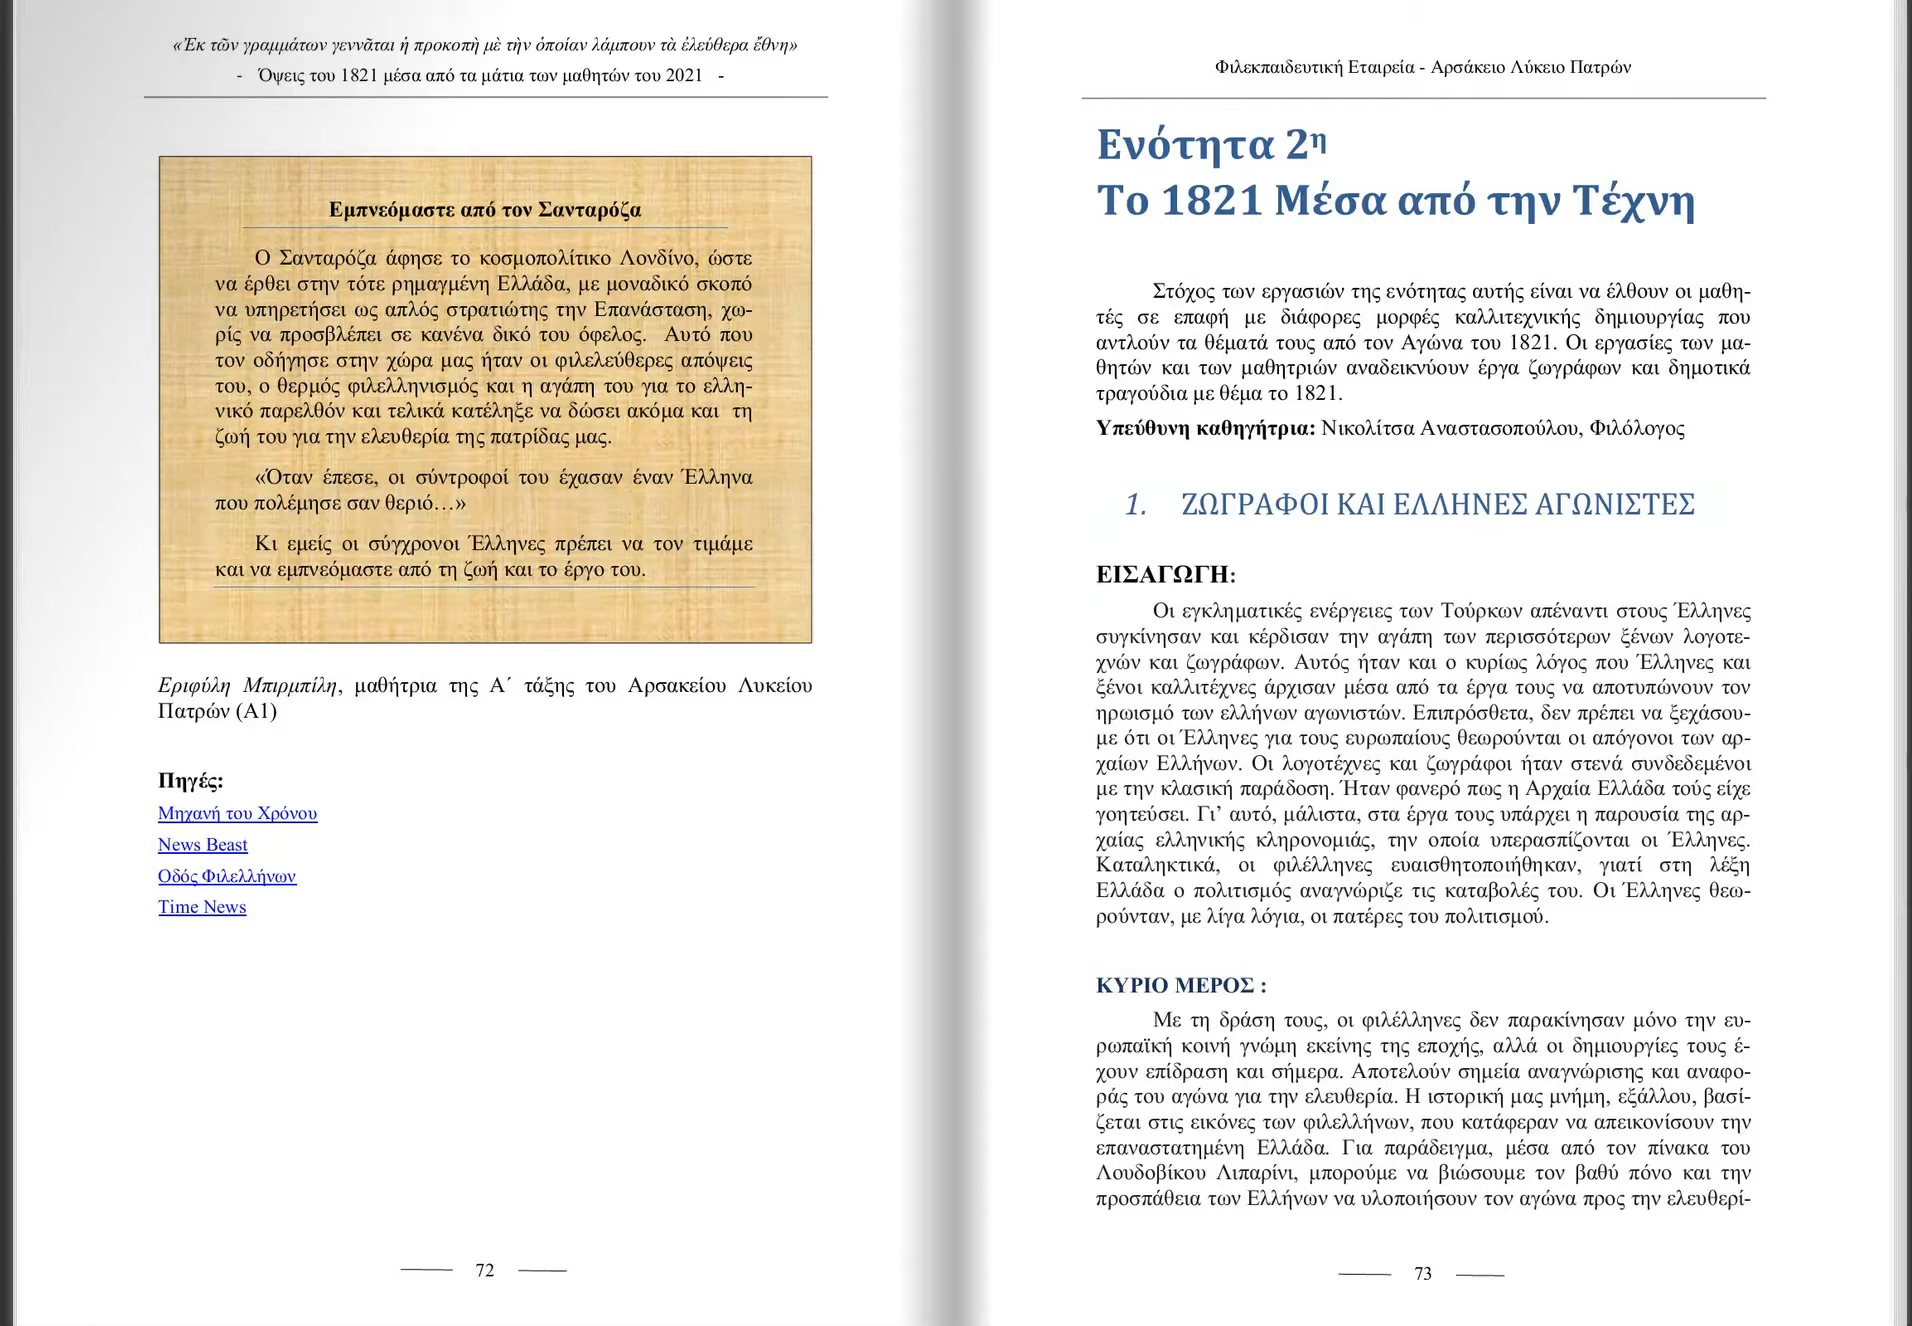 «Ἐκ τῶν γραμμάτων γεννᾶται ἡ προκοπὴ μὲ τὴν ὁποίαν λάμπουν τὰ ἐλεύθερα ἔθνη»
- Όψεις του 1821 μέσα από τα μάτια των μαθητών του 2021 -
Εμπνεόμαστε από τον Σανταρόζα
Ο Σανταρόζα άφησε το κοσμοπολίτικο Λονδίνο, ώστε
να έρθει στην τότε ρημαγμένη Ελλάδα, με μοναδικό σκοπό
να υπηρετήσει ως απλός στρατιώτης την Επανάσταση, χω-
ρίς να προσβλέπει σε κανένα δικό του όφελος. Αυτό που
τον οδήγησε στην χώρα μας ήταν οι φιλελεύθερες απόψεις
του, ο θερμός φιλελληνισμός και η αγάπη του για το ελλη-
νικό παρελθόν και τελικά κατέληξε να δώσει ακόμα και τη
ζωή του για την ελευθερία της πατρίδας μας.
«Όταν έπεσε, οι σύντροφοί του έχασαν έναν Έλληνα
που πολέμησε σαν θεριό…»
Κι εμείς οι σύγχρονοι Έλληνες πρέπει να τον τιμάμε
και να εμπνεόμαστε από τη ζωή και το έργο του.
Εριφύλη Μπιρμπίλη, μαθήτρια της Α΄ τάξης του Αρσακείου Λυκείου
Πατρών (Α1)
Πηγές:
Μηχανή του Χρόνου
News Beast
Οδός Φιλελλήνων
Time News
72
Φιλεκπαιδευτική Εταιρεία - Αρσάκειο Λύκειο Πατρών
Ενότητα 2η
Το 1821 Μέσα από την Τέχνη
Στόχος των εργασιών της ενότητας αυτής είναι να έλθουν οι μαθη-
τές σε επαφή με διάφορες μορφές καλλιτεχνικής δημιουργίας που
αντλούν τα θέματά τους από τον Αγώνα του 1821. Οι εργασίες των μα-
θητών και των μαθητριών αναδεικνύουν έργα ζωγράφων και δημοτικά
τραγούδια με θέμα το 1821.
Υπεύθυνη καθηγήτρια: Νικολίτσα Αναστασοπούλου, Φιλόλογος
1. ΖΩΓΡΑΦΟΙ ΚΑΙ ΕΛΛΗΝΕΣ ΑΓΩΝΙΣΤΕΣ
ΕΙΣΑΓΩΓΗ:
Οι εγκληματικές ενέργειες των Τούρκων απέναντι στους Έλληνες
συγκίνησαν και κέρδισαν την αγάπη των περισσότερων ξένων λογοτε-
χνών και ζωγράφων. Αυτός ήταν και ο κυρίως λόγος που Έλληνες και
ξένοι καλλιτέχνες άρχισαν μέσα από τα έργα τους να αποτυπώνουν τον
ηρωισμό των ελλήνων αγωνιστών. Επιπρόσθετα, δεν πρέπει να ξεχάσου-
με ότι οι Έλληνες για τους ευρωπαίους θεωρούνται οι απόγονοι των αρ-
χαίων Ελλήνων. Οι λογοτέχνες και ζωγράφοι ήταν στενά συνδεδεμένοι
με την κλασική παράδοση. Ήταν φανερό πως η Αρχαία Ελλάδα τούς είχε
γοητεύσει. Γι’ αυτό, μάλιστα, στα έργα τους υπάρχει η παρουσία της αρ-
χαίας ελληνικής κληρονομιάς, την οποία υπερασπίζονται οι Έλληνες.
Καταληκτικά, οι φιλέλληνες ευαισθητοποιήθηκαν, γιατί στη λέξη
Ελλάδα ο πολιτισμός αναγνώριζε τις καταβολές του. Οι Έλληνες θεω-
ρούνταν, με λίγα λόγια, οι πατέρες του πολιτισμού.
ΚΥΡΙΟ ΜΕΡΟΣ :
Με τη δράση τους, οι φιλέλληνες δεν παρακίνησαν μόνο την ευ-
ρωπαϊκή κοινή γνώμη εκείνης της εποχής, αλλά οι δημιουργίες τους έ-
χουν επίδραση και σήμερα. Αποτελούν σημεία αναγνώρισης και αναφο-
ράς του αγώνα για την ελευθερία. Η ιστορική μας μνήμη, εξάλλου, βασί-
ζεται στις εικόνες των φιλελλήνων, που κατάφεραν να απεικονίσουν την
επαναστατημένη Ελλάδα. Για παράδειγμα, μέσα από τον πίνακα του
Λουδοβίκου Λιπαρίνι, μπορούμε να βιώσουμε τον βαθύ πόνο και την
προσπάθεια των Ελλήνων να υλοποιήσουν τον αγώνα προς την ελευθερί-
73